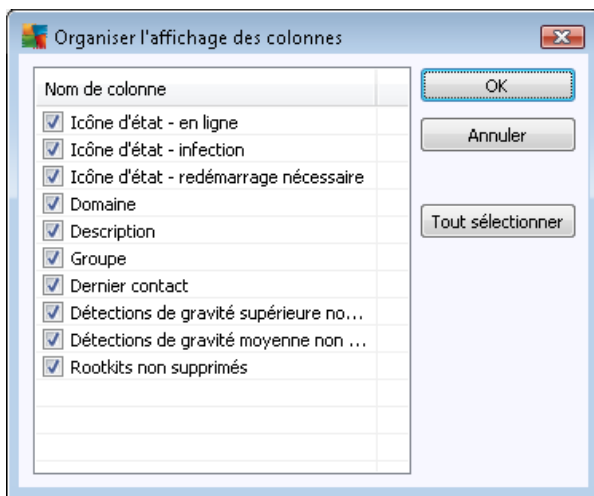 Organiser l'affichage des colonnes
Nom de colonne
Icône d'état - en ligne
Icône d'état - infection
Icône d'état - redémarrage nécessaire
Domaine
Description
Groupe
Dernier contact
Détections de gravité supérieure no...
Détections de gravité moyenne non ...
Rootkits non supprimés
OK
Annuler
Tout sélectionner